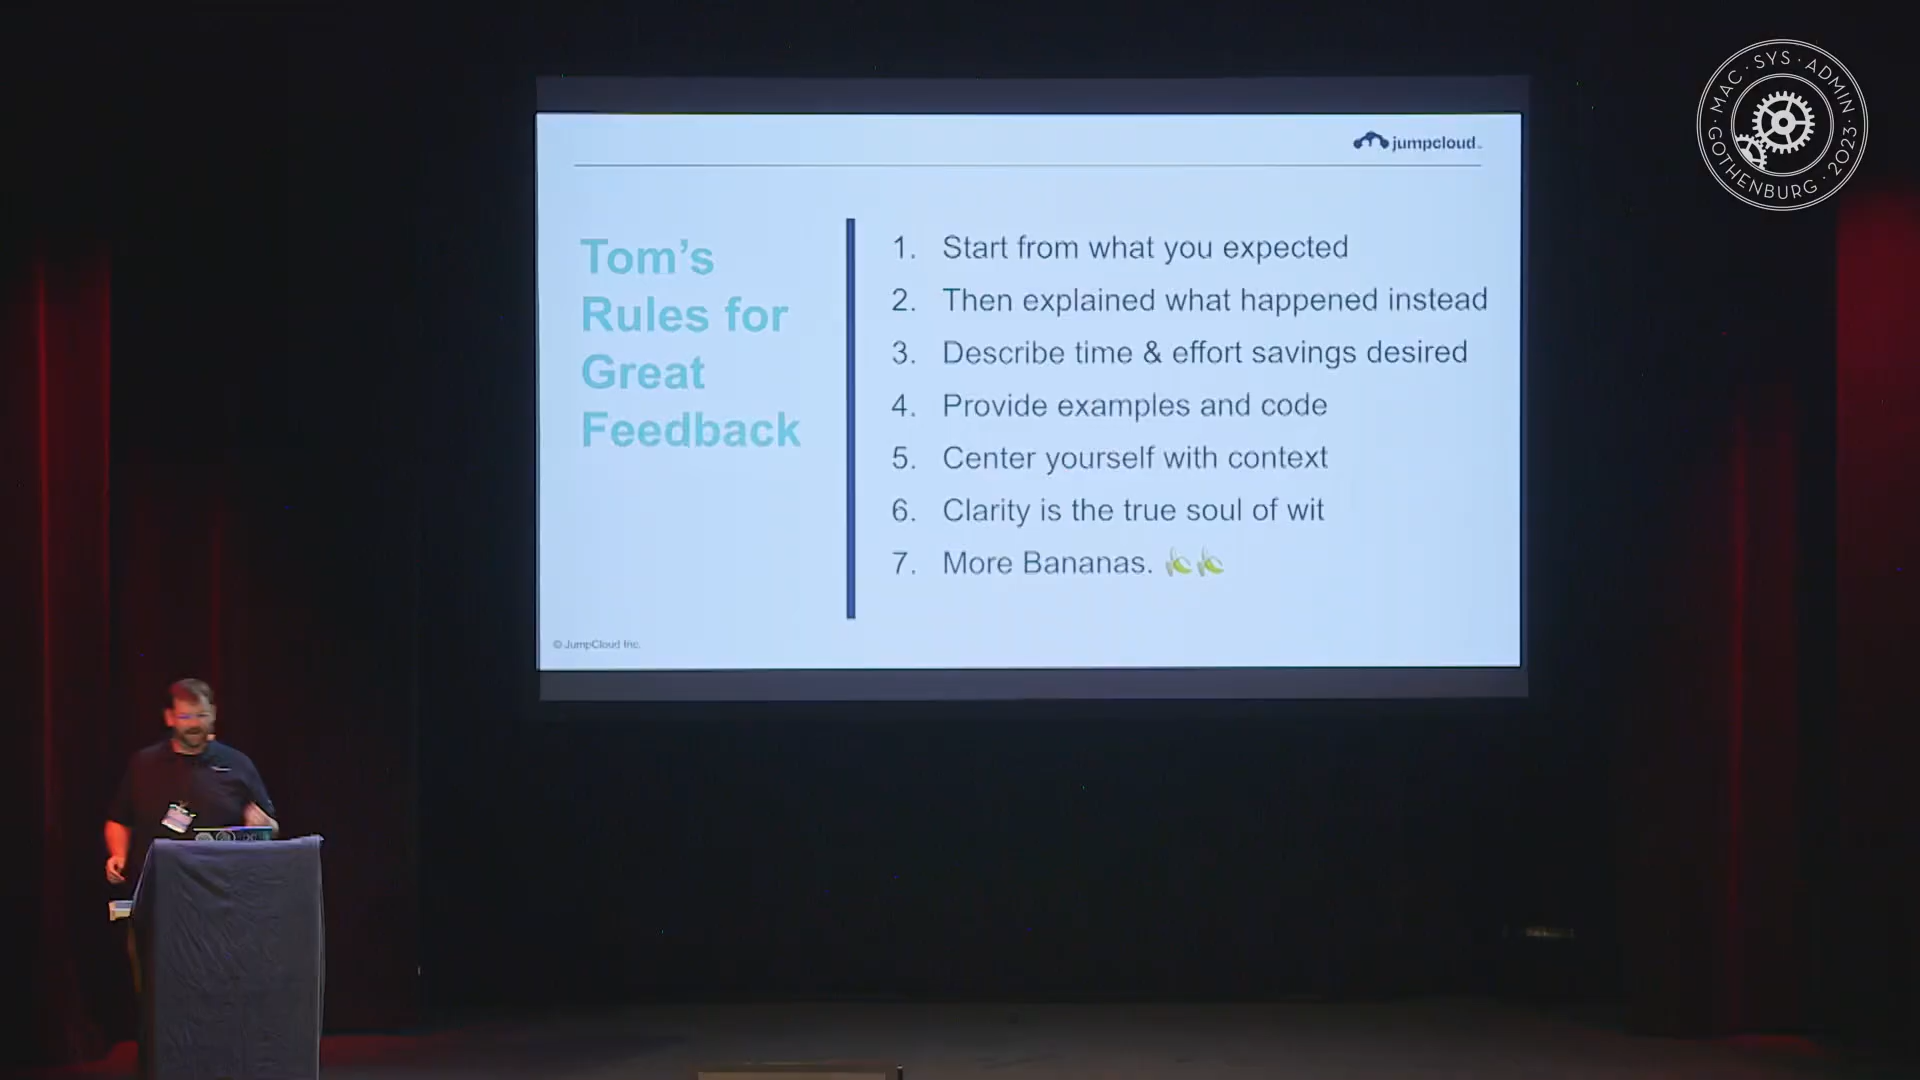 jumpcloud
Tom's
Rules for
Great
Feedback
1. Start from what you expected
2. Then explained what happened instead
3. Describe time & effort savings desired
4. Provide examples and code
5. Center yourself with context
6. Clarity is the true soul of wit
7. More Bananas. 🍌🍌
© JumpCloud Inc.
MAC · SYS · ADMIN · GOTHENBURG · 2023 ·